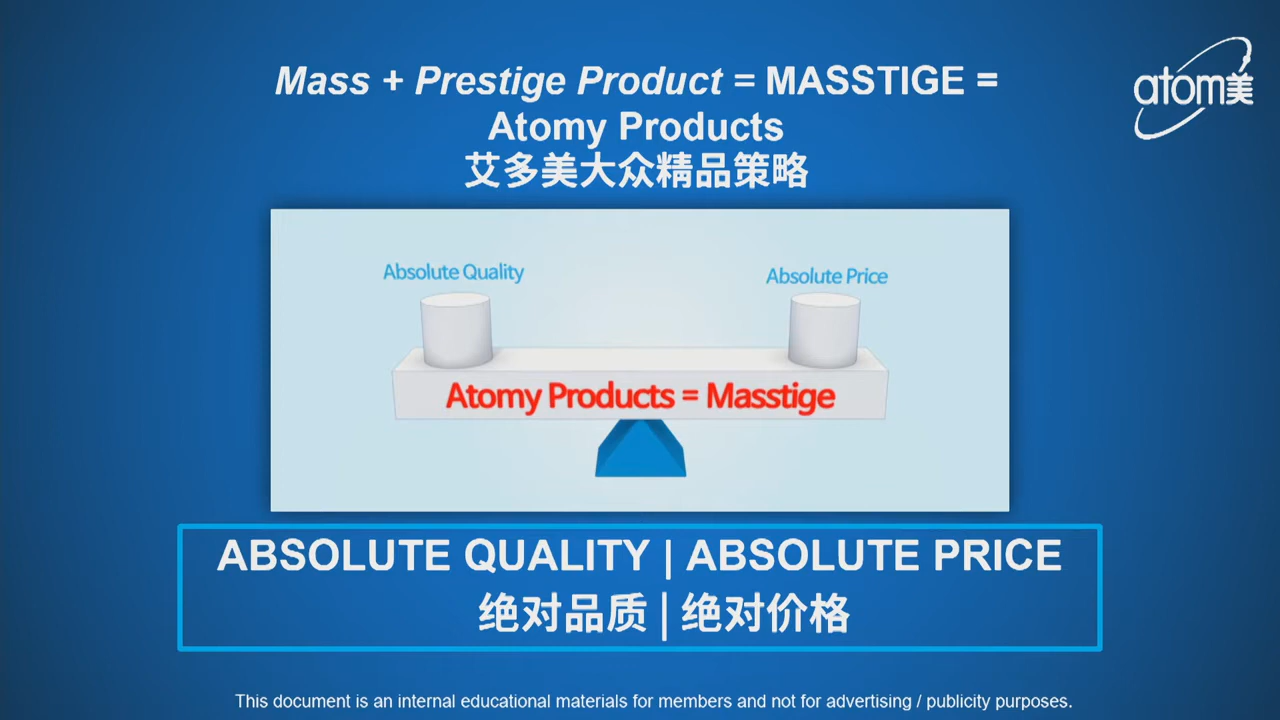 Mass + Prestige Product = MASSTIGE =
Atomy Products
艾多美大众精品策略
atom美
Absolute Quality
Absolute Price
Atomy Products = Masstige
ABSOLUTE QUALITY | ABSOLUTE PRICE
绝对品质 | 绝对价格
This document is an internal educational materials for members and not for advertising / publicity purposes.